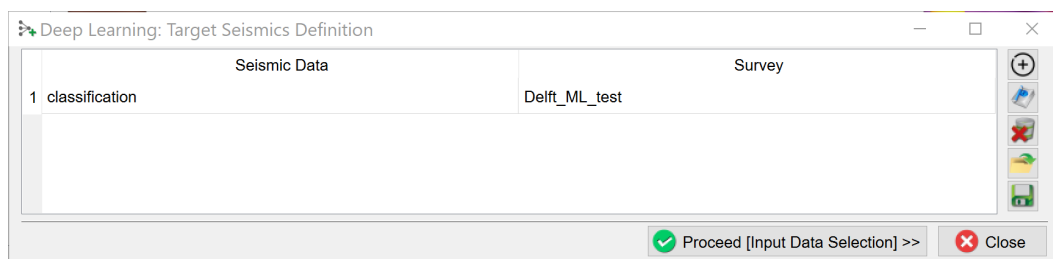 Deep Learning: Target Seismics Definition
Seismic Data Survey
1 classification Delft_ML_test
Proceed [Input Data Selection] >> Close